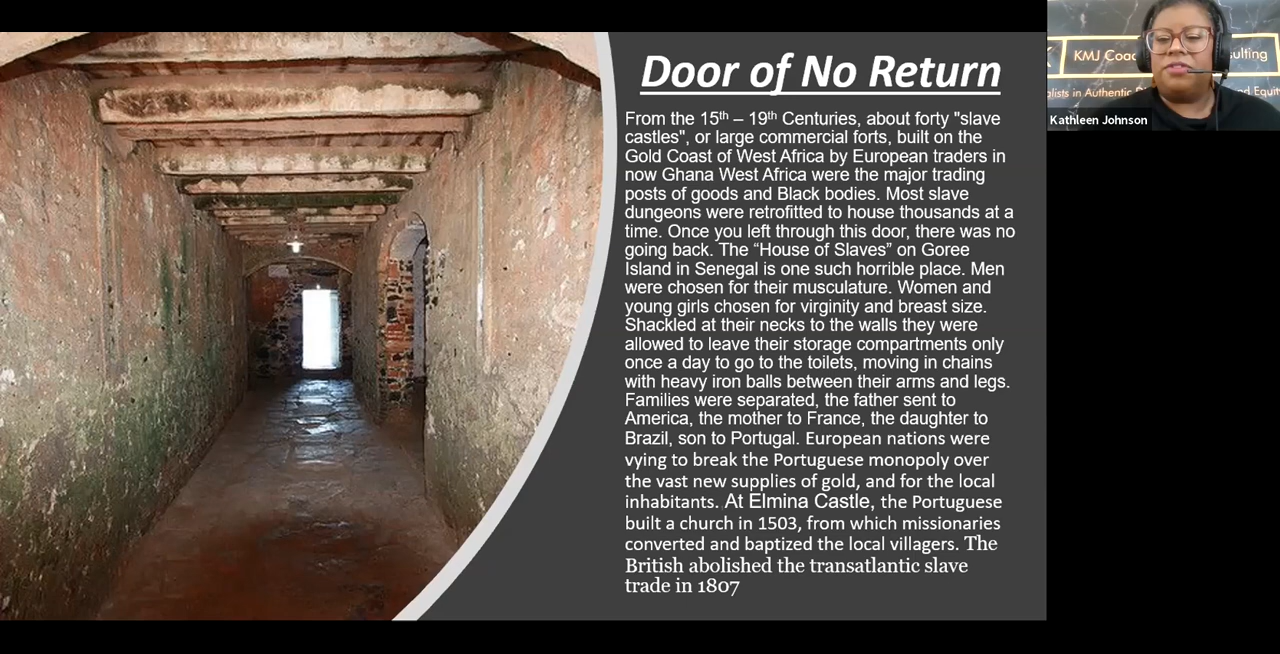 Door of No Return
From the 15th – 19th Centuries, about forty "slave
castles", or large commercial forts, built on the
Gold Coast of West Africa by European traders in
now Ghana West Africa were the major trading
posts of goods and Black bodies. Most slave
dungeons were retrofitted to house thousands at a
time. Once you left through this door, there was no
going back. The “House of Slaves” on Goree
Island in Senegal is one such horrible place. Men
were chosen for their musculature. Women and
young girls chosen for virginity and breast size.
Shackled at their necks to the walls they were
allowed to leave their storage compartments only
once a day to go to the toilets, moving in chains
with heavy iron balls between their arms and legs.
Families were separated, the father sent to
America, the mother to France, the daughter to
Brazil, son to Portugal. European nations were
vying to break the Portuguese monopoly over
the vast new supplies of gold, and for the local
inhabitants. At Elmina Castle, the Portuguese
built a church in 1503, from which missionaries
converted and baptized the local villagers. The
British abolished the transatlantic slave
trade in 1807
KMJ
in Authentic
Kathleen Johnson